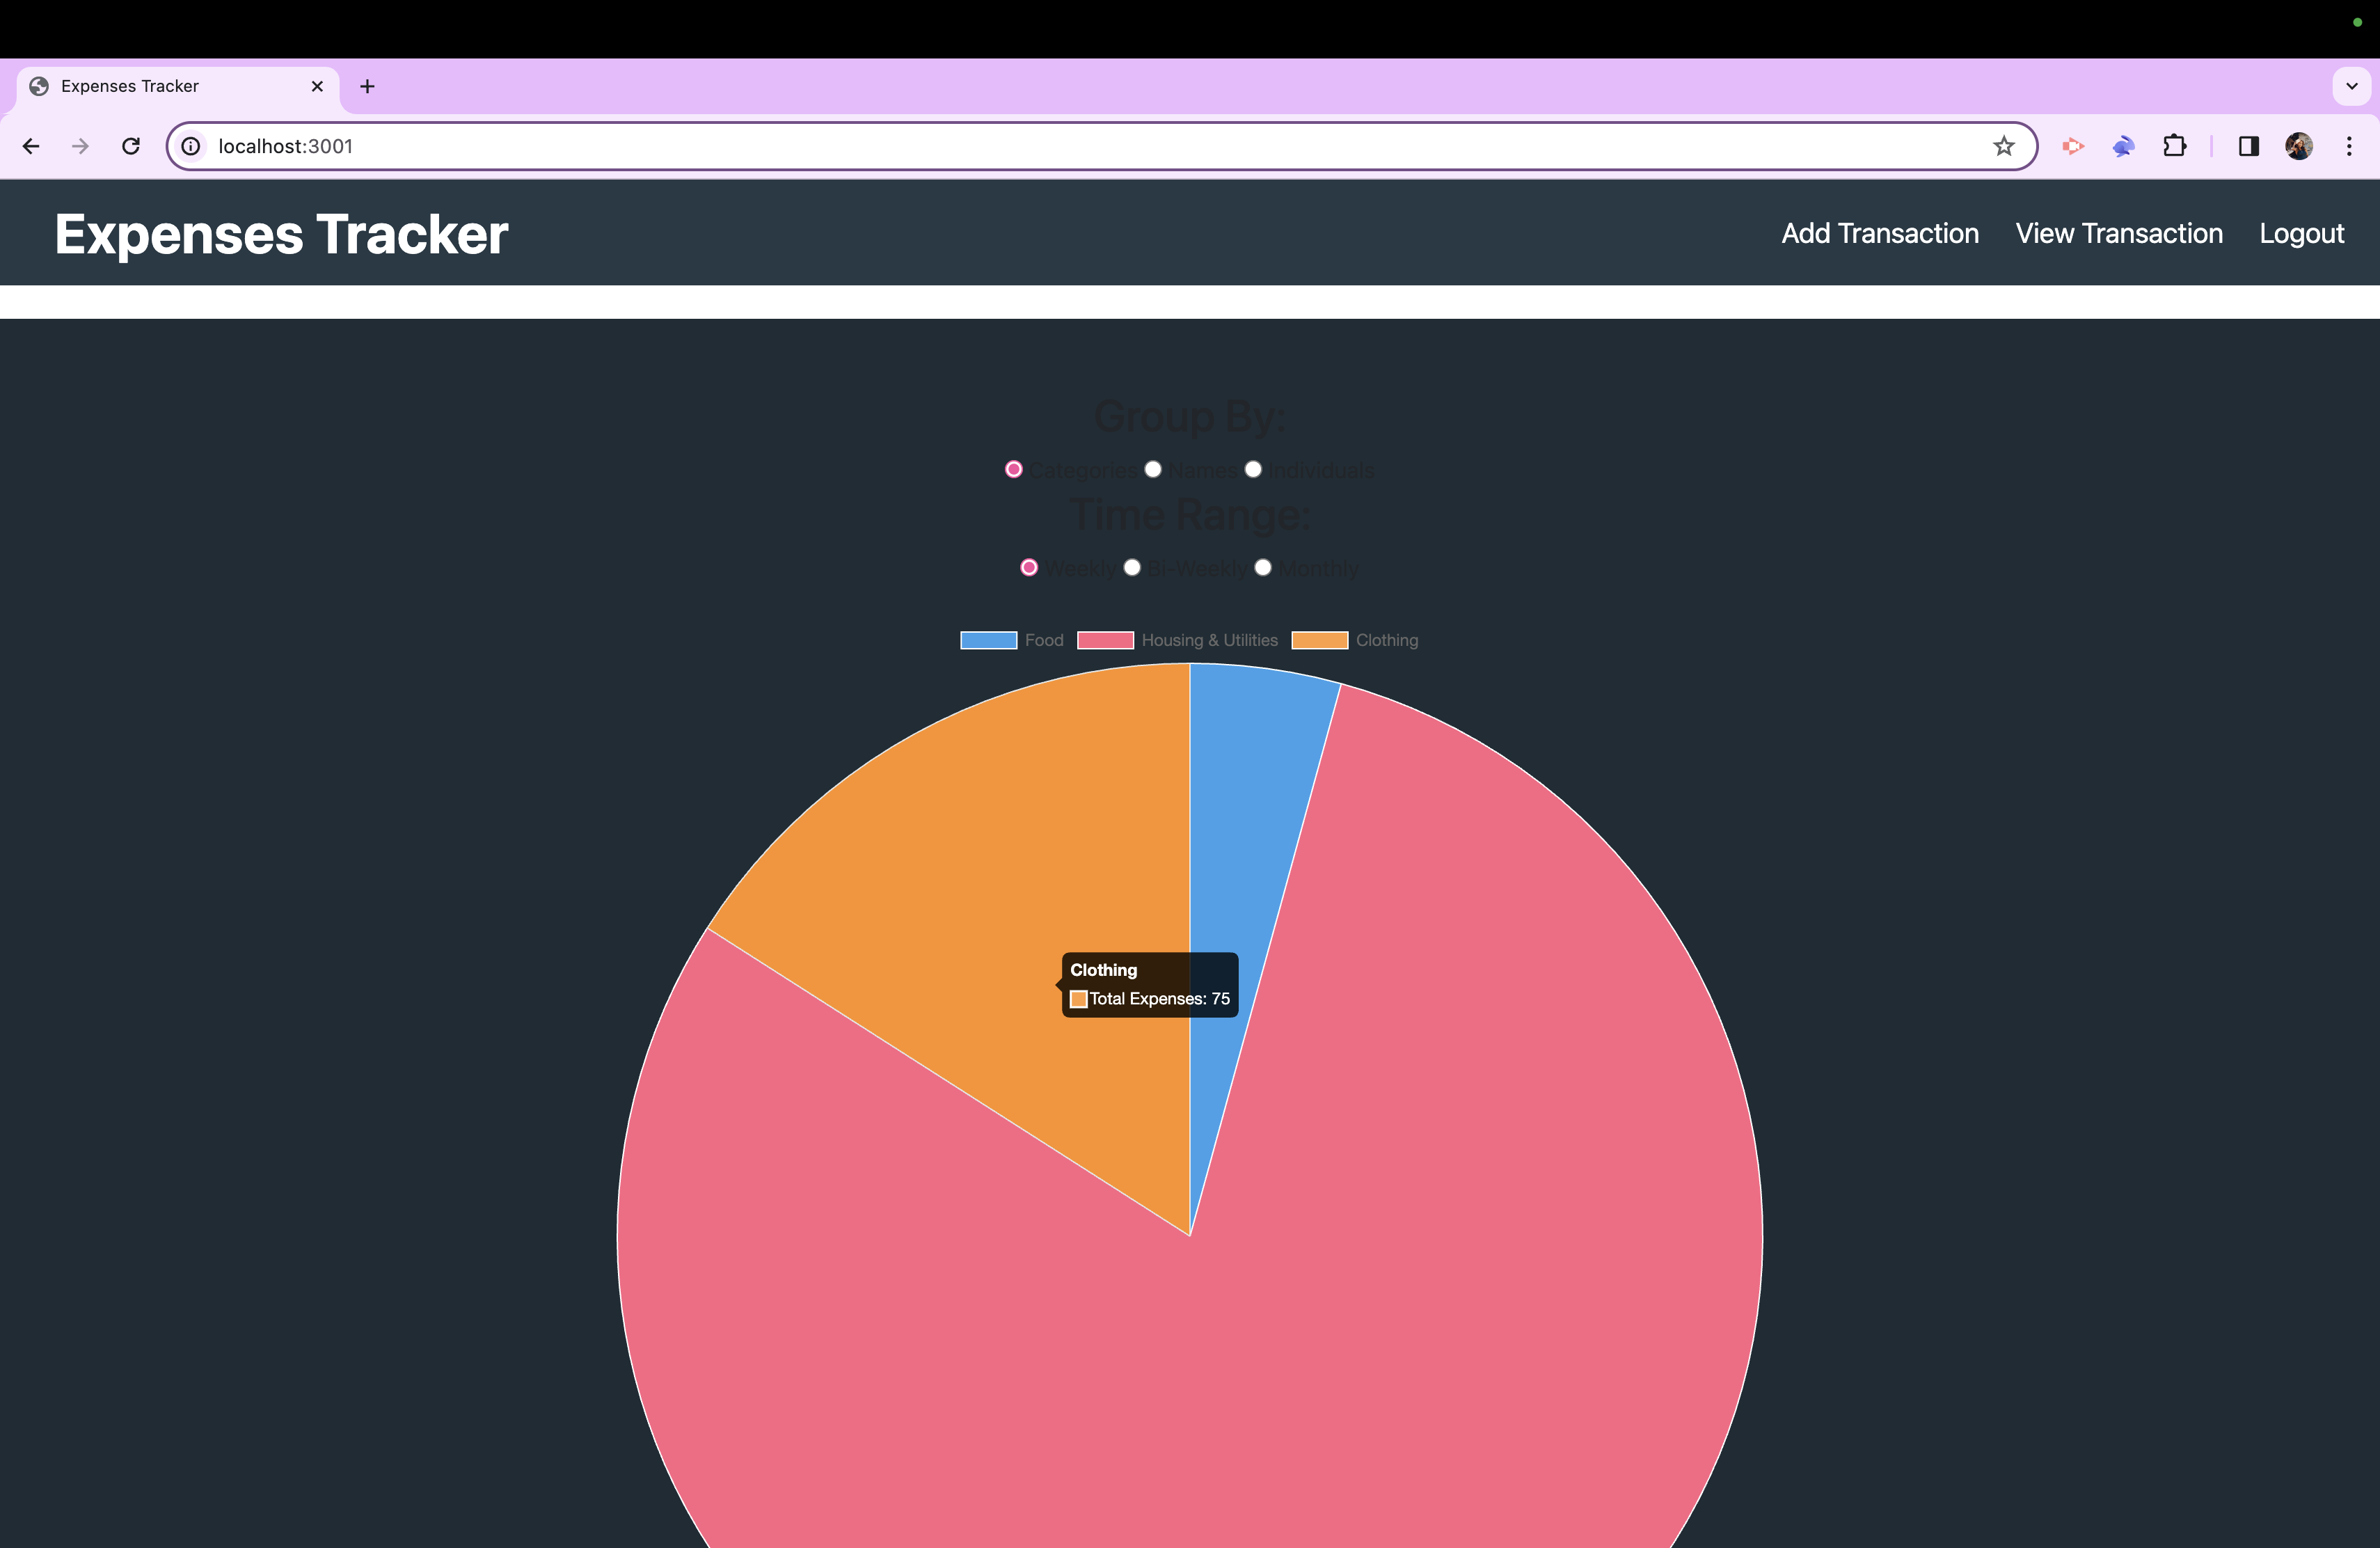 Expenses Tracker
localhost:3001
Expenses Tracker Add Transaction View Transaction Logout
Group By:
Categories Names Individuals
Time Range:
Weekly Bi-Weekly Monthly
Food Housing & Utilities Clothing
Clothing
Total Expenses: 75